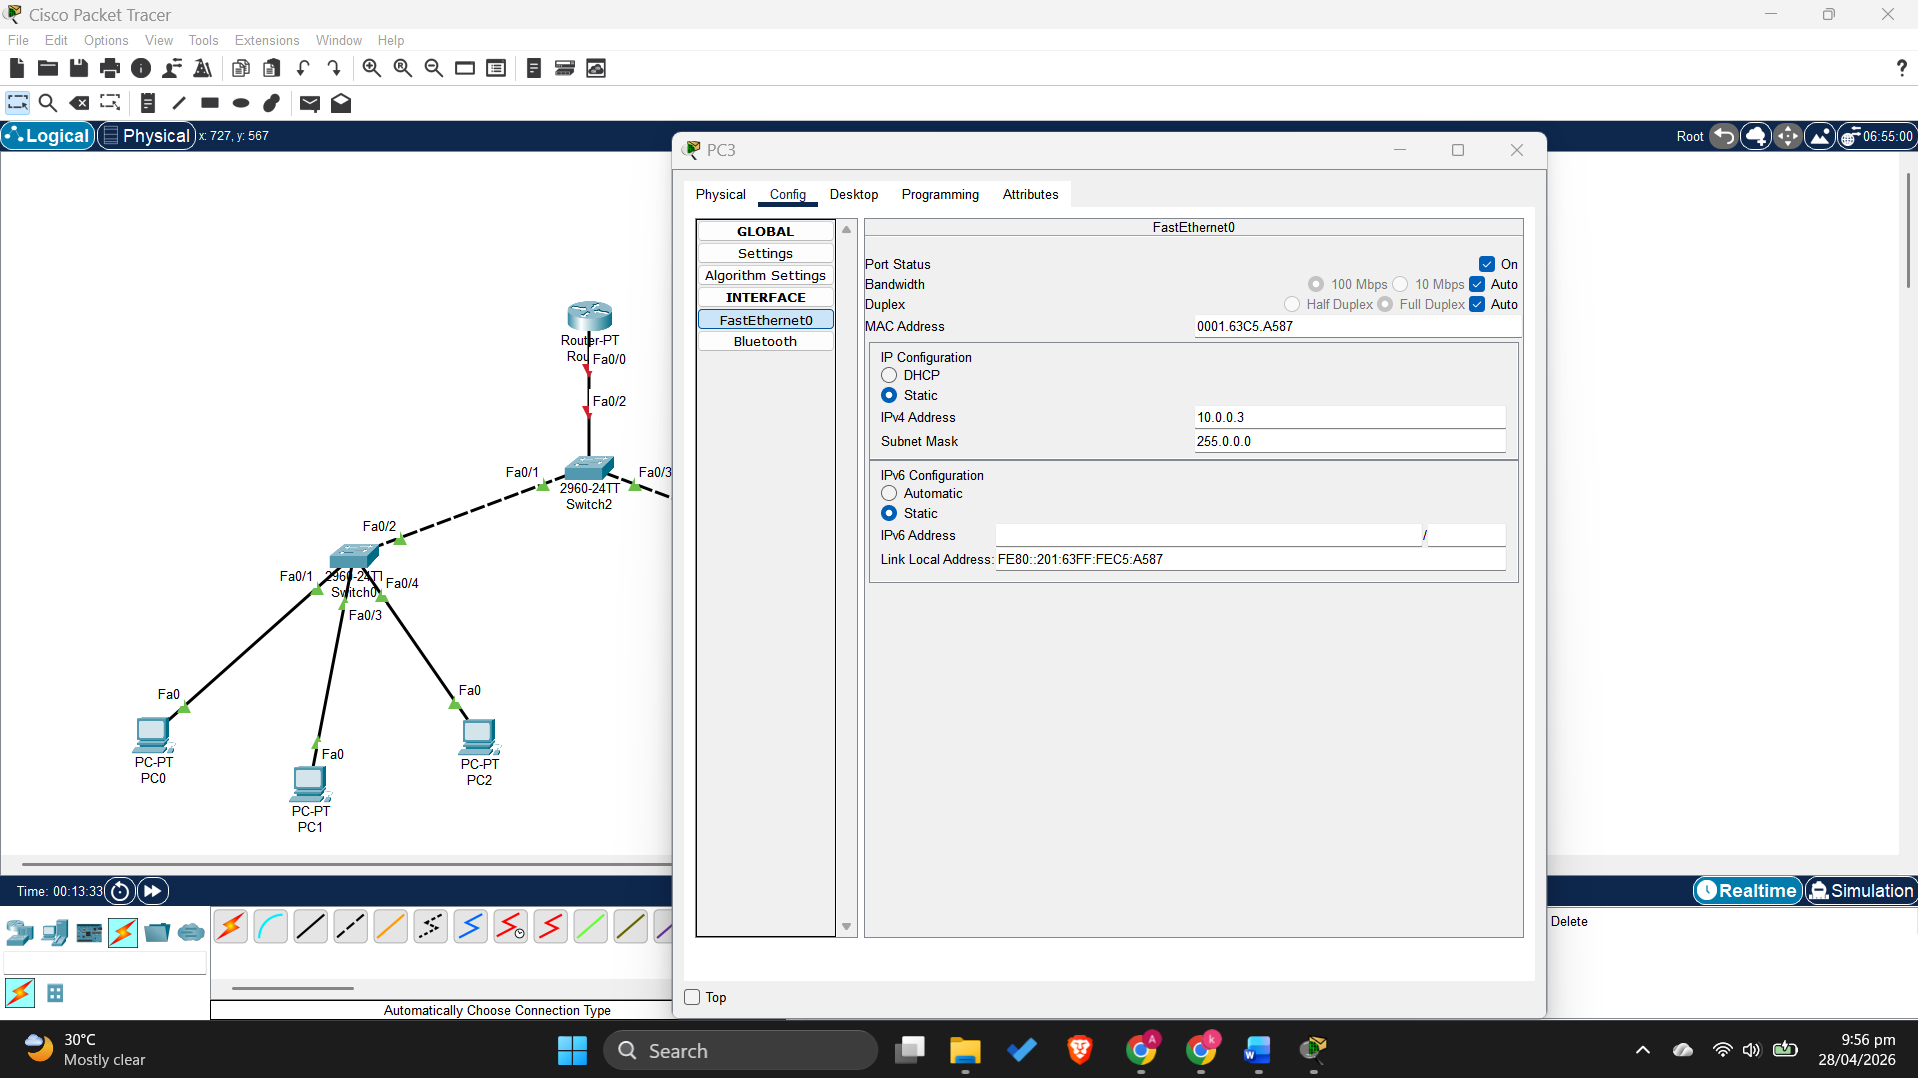 Cisco Packet Tracer
File Edit Options View Tools Extensions Window Help
?
Logical Physical x: 727, y: 567
Root 06:55:00
PC3
Physical Config Desktop Programming Attributes
GLOBAL
Settings
Algorithm Settings
INTERFACE
FastEthernet0
Bluetooth
FastEthernet0
Port Status On
Bandwidth 100 Mbps 10 Mbps Auto
Duplex Half Duplex Full Duplex Auto
MAC Address 0001.63C5.A587
IP Configuration
DHCP
Static
IPv4 Address 10.0.0.3
Subnet Mask 255.0.0.0
IPv6 Configuration
Automatic
Static
IPv6 Address /
Link Local Address: FE80::201:63FF:FEC5:A587
Top
Router-PT
Rou Fa0/0
Fa0/2
Fa0/1 Fa0/3
2960-24TT
Switch2
Fa0/2
Fa0/1 2960-24TT Fa0/4
Switch0
Fa0/3
Fa0
PC-PT
PC0
Fa0
PC-PT
PC1
Fa0
PC-PT
PC2
Time: 00:13:33
Realtime Simulation
Automatically Choose Connection Type
Delete
30°C
Mostly clear
Search
A
k
W
9:56 pm
28/04/2026